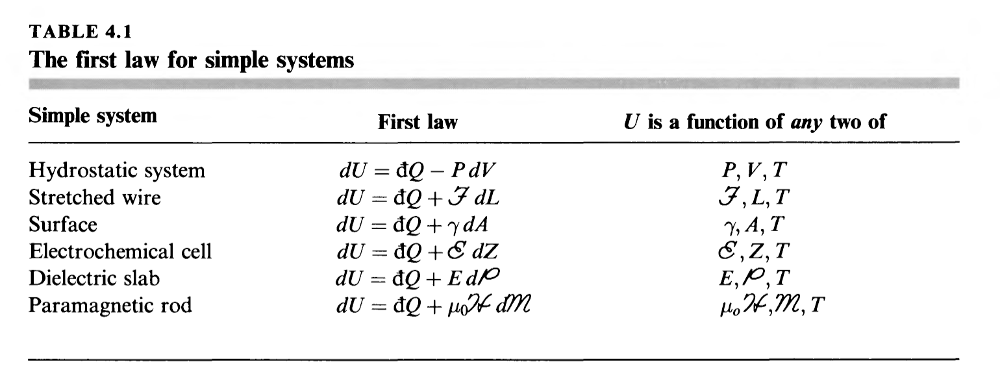 TABLE 4.1
The first law for simple systems
Simple system First law U is a function of any two of
Hydrostatic system dU = đQ − P dV P, V, T
Stretched wire dU = đQ + ℱ dL ℱ, L, T
Surface dU = đQ + γ dA γ, A, T
Electrochemical cell dU = đQ + ℰ dZ ℰ, Z, T
Dielectric slab dU = đQ + E d𝒫 E, 𝒫, T
Paramagnetic rod dU = đQ + μ₀ℋ dℳ μ₀ℋ, ℳ, T